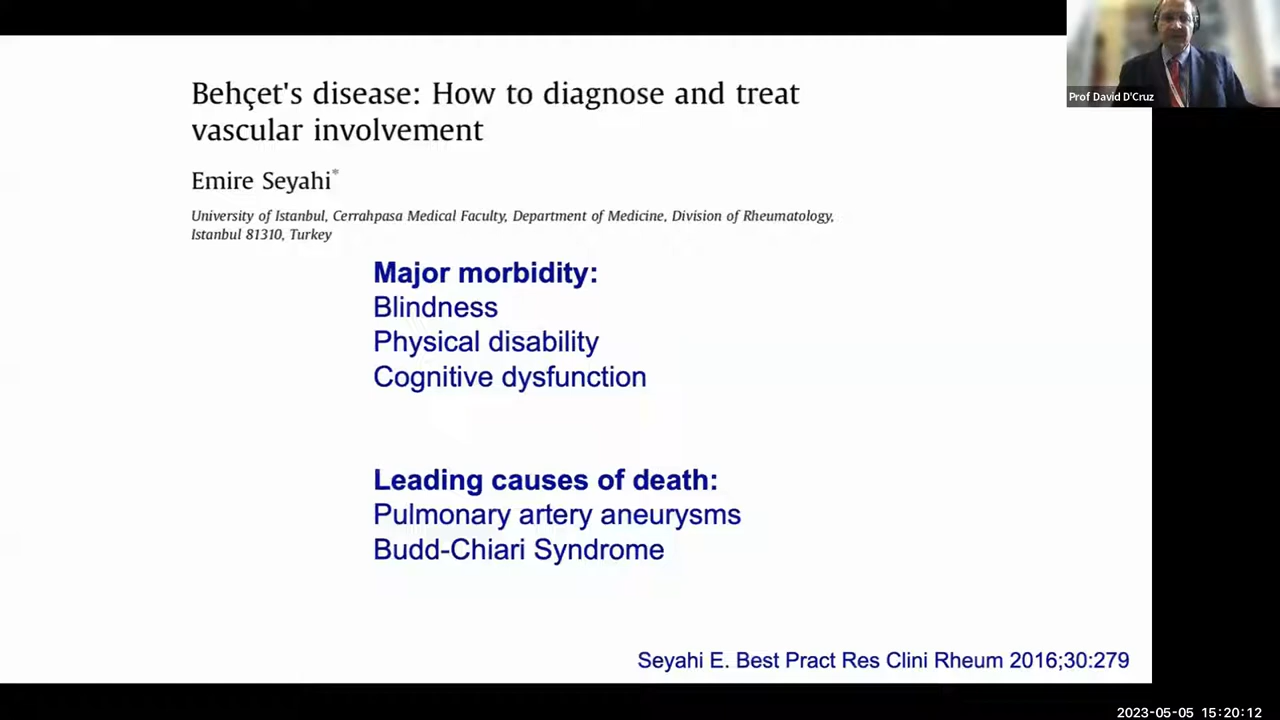 Behçet's disease: How to diagnose and treat
vascular involvement
Emire Seyahi*
University of Istanbul, Cerrahpasa Medical Faculty, Department of Medicine, Division of Rheumatology,
Istanbul 81310, Turkey
Major morbidity:
Blindness
Physical disability
Cognitive dysfunction
Leading causes of death:
Pulmonary artery aneurysms
Budd-Chiari Syndrome
Seyahi E. Best Pract Res Clini Rheum 2016;30:279
Prof David D'Cruz
2023-05-05 15:20:12